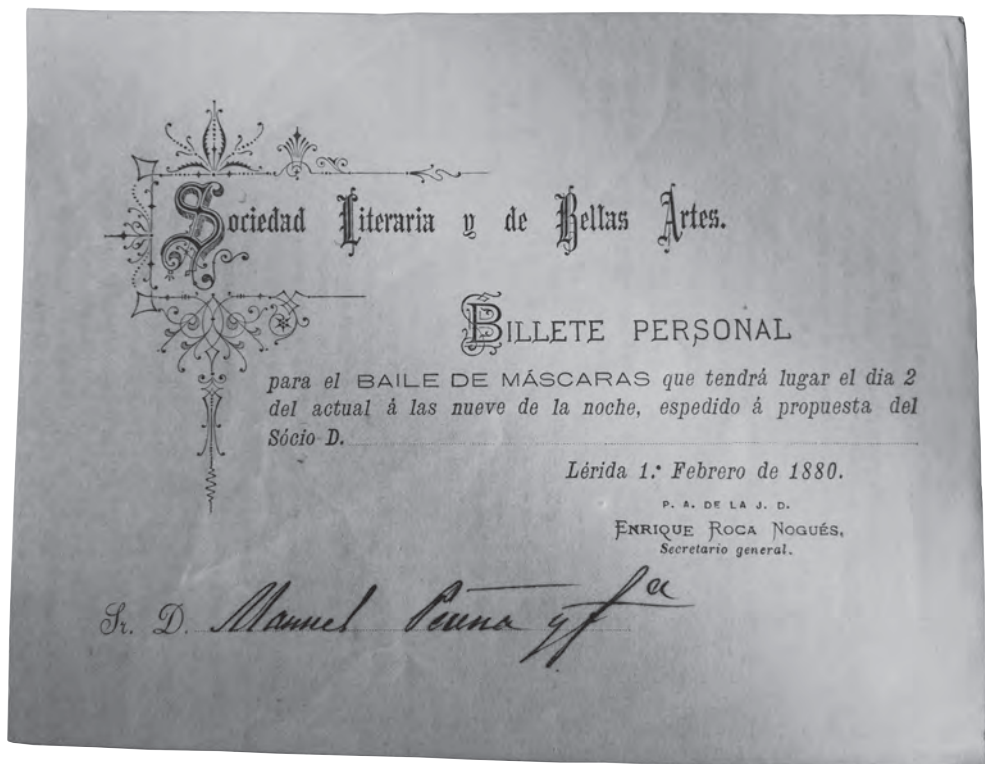 Sociedad Literaria y de Bellas Artes.
BILLETE PERSONAL
para el BAILE DE MÁSCARAS que tendrá lugar el dia 2
del actual á las nueve de la noche, espedido á propuesta del
Sócio D.
Lérida 1.º Febrero de 1880.
P. A. DE LA J. D.
ENRIQUE ROCA NOGUÉS,
Secretario general.
Sr. D. Manuel y fª